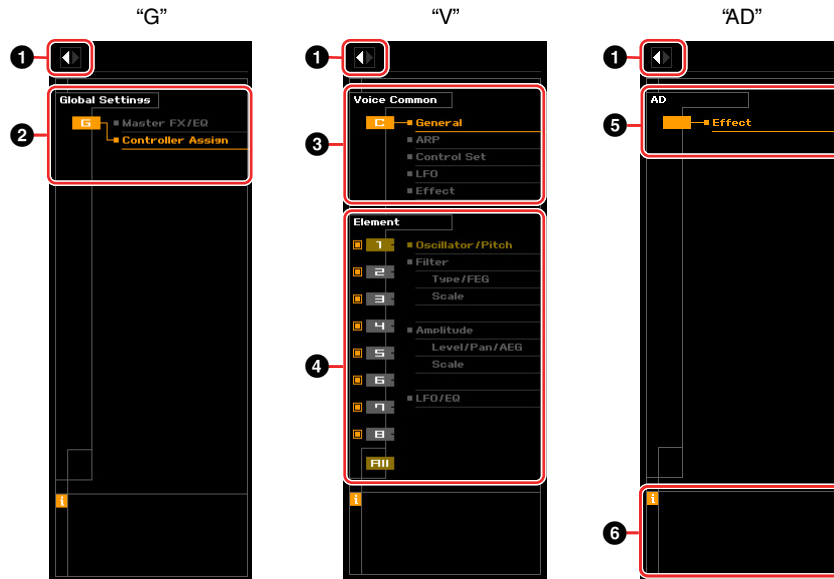 “G”
“V”
“AD”
1
Global Settings
2
G
Master FX/EQ
Controller Assign
i
1
Voice Common
3
C
General
ARP
Control Set
LFO
Effect
Element
4
1
Oscillator/Pitch
2
Filter
Type/FEG
3
Scale
4
Amplitude
5
Level/Pan/AEG
Scale
6
7
LFO/EQ
8
All
i
1
AD
5
Effect
i
6